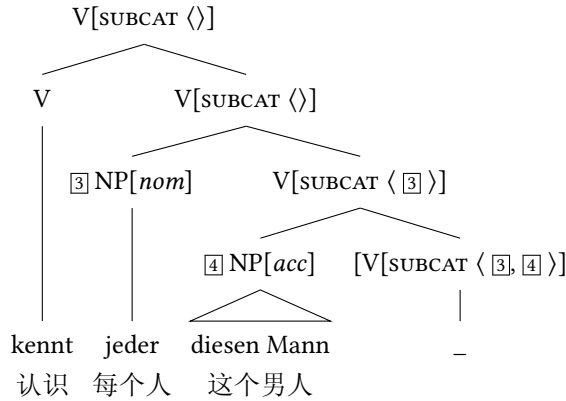 V[SUBCAT ⟨⟩]
V V[SUBCAT ⟨⟩]
3 NP[nom] V[SUBCAT ⟨ 3 ⟩]
4 NP[acc] [V[SUBCAT ⟨ 3, 4 ⟩]
kennt jeder diesen Mann _
认识 每个人 这个男人